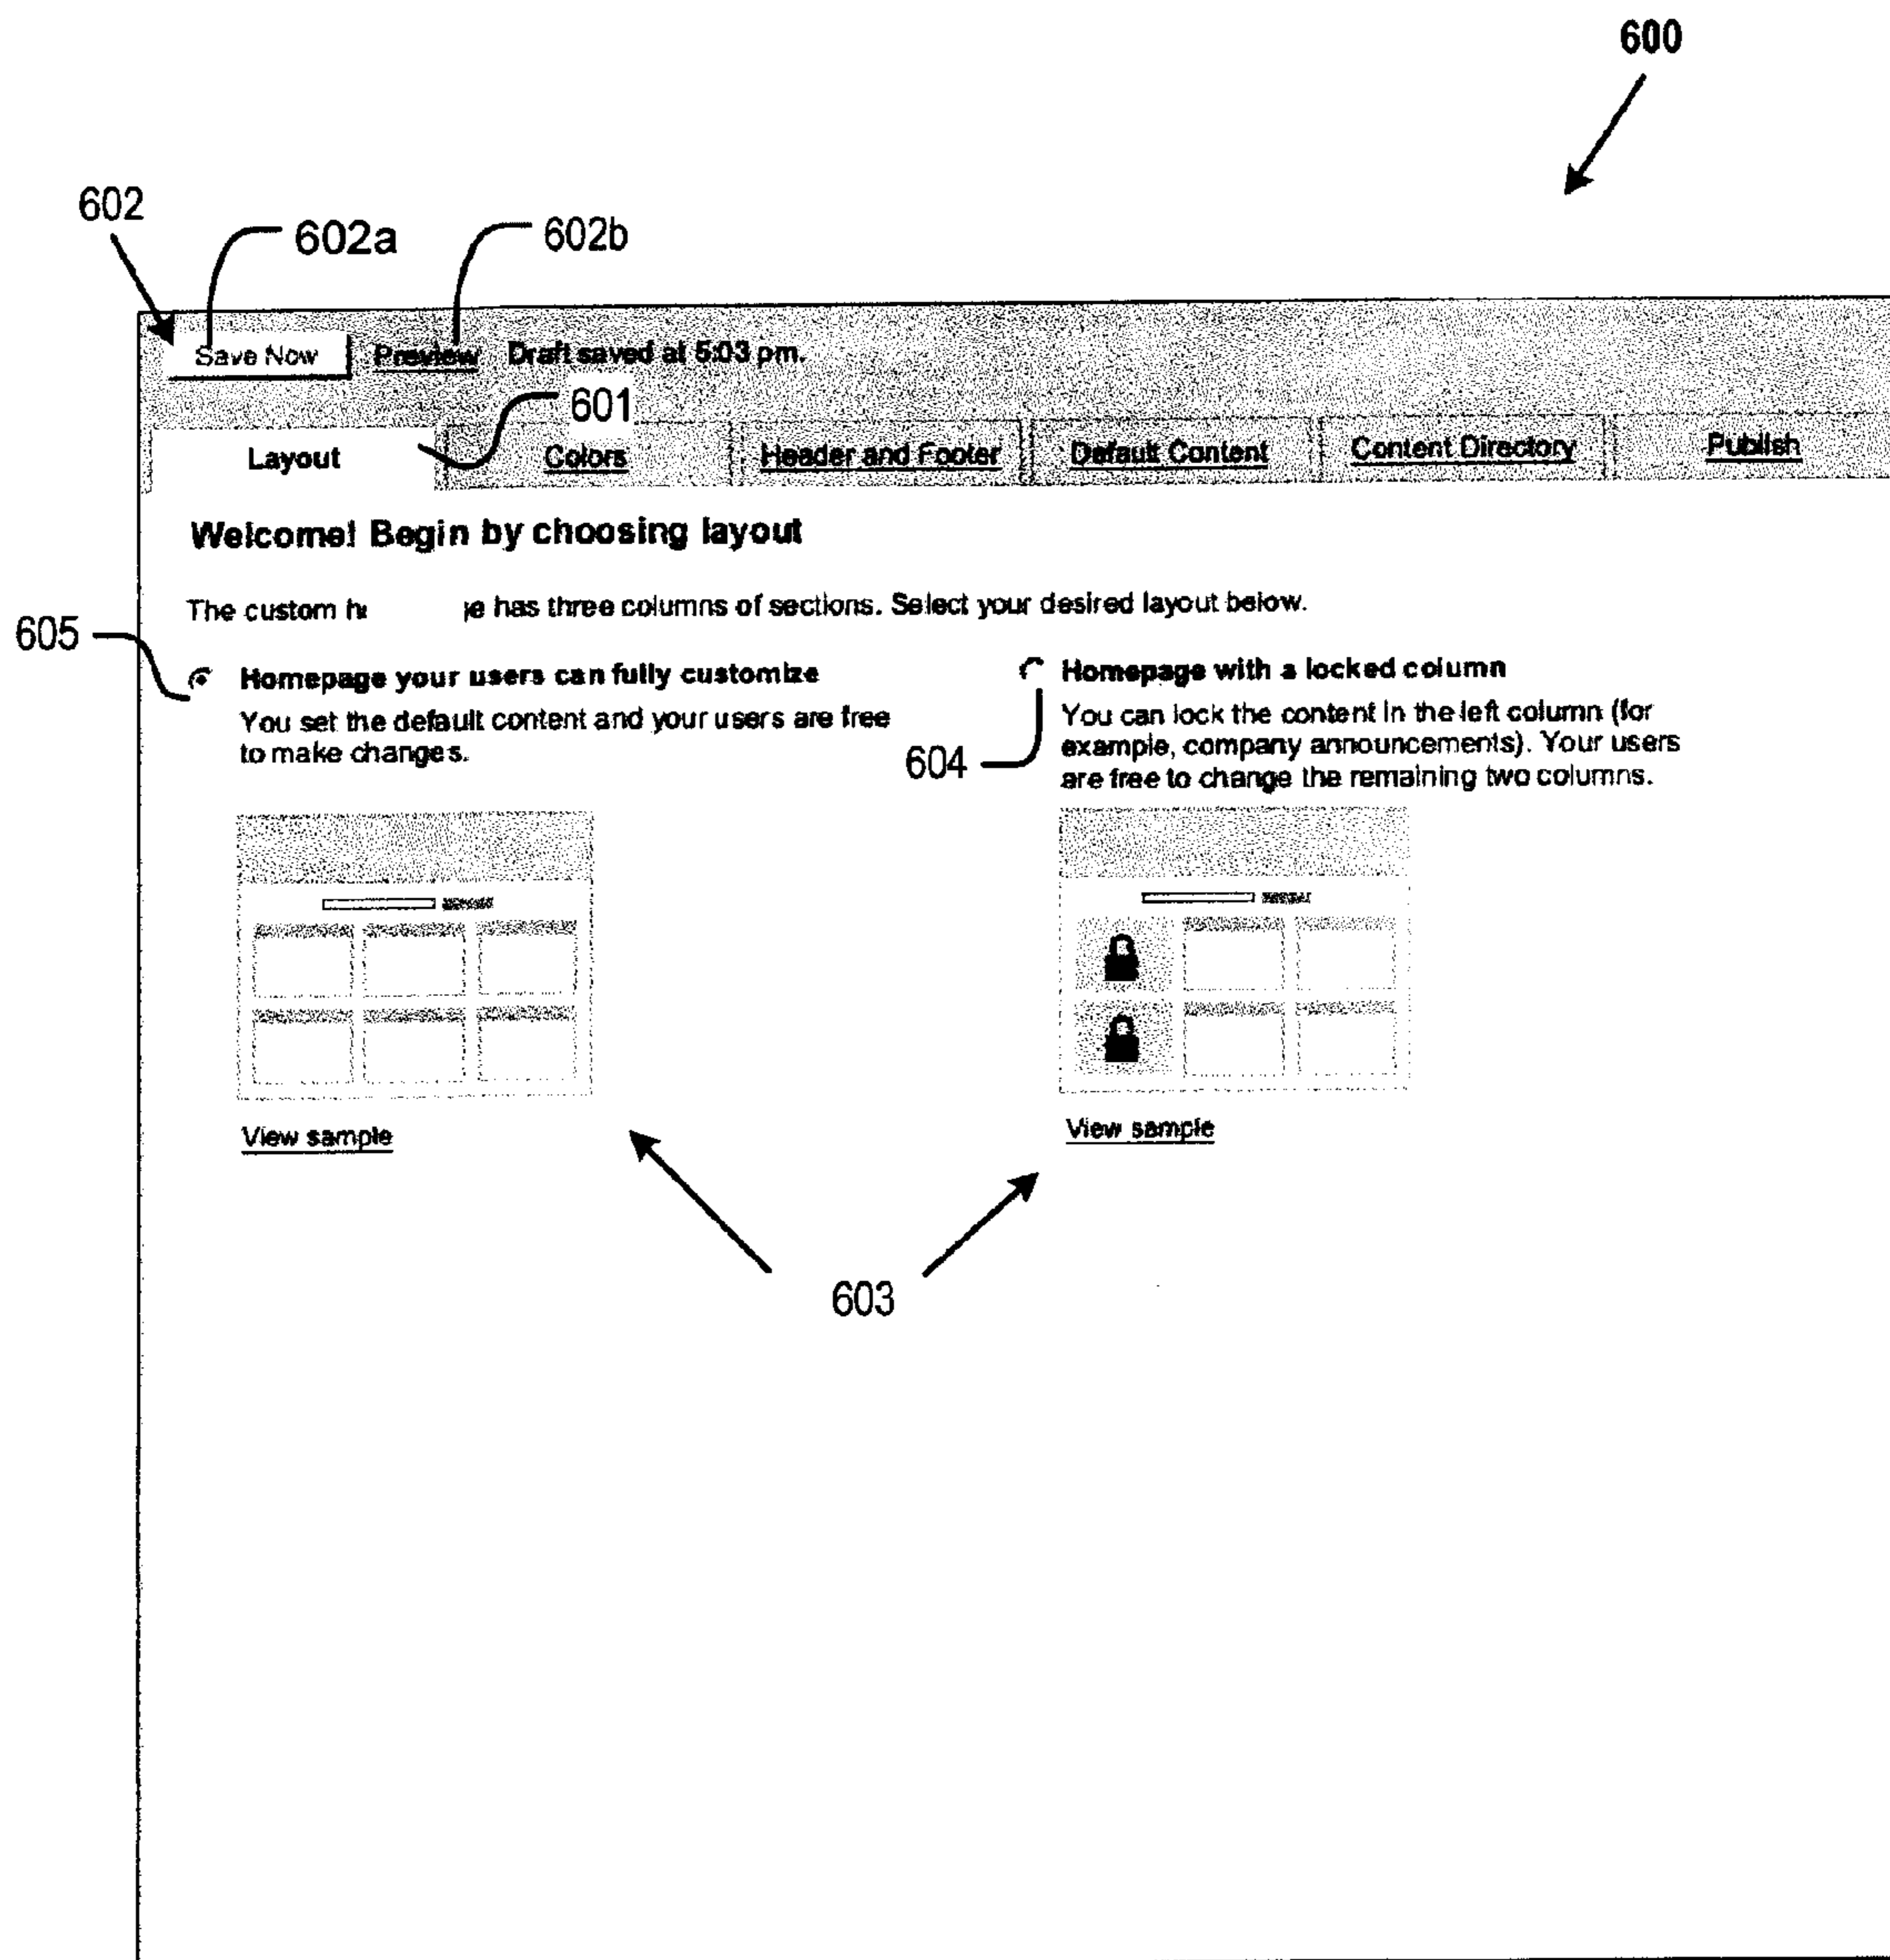 600
602
602a
602b
Save Now Preview Draft saved at 5:03 pm.
601
Layout Colors Header and Footer Default Content Content Directory Publish
Welcome! Begin by choosing layout
The custom has three columns of sections. Select your desired layout below.
605
Homepage your users can fully customize
You set the default content and your users are free
to make changes.
Homepage with a locked column
You can lock the content in the left column (for
example, company announcements). Your users
are free to change the remaining two columns.
604
View sample
View sample
603